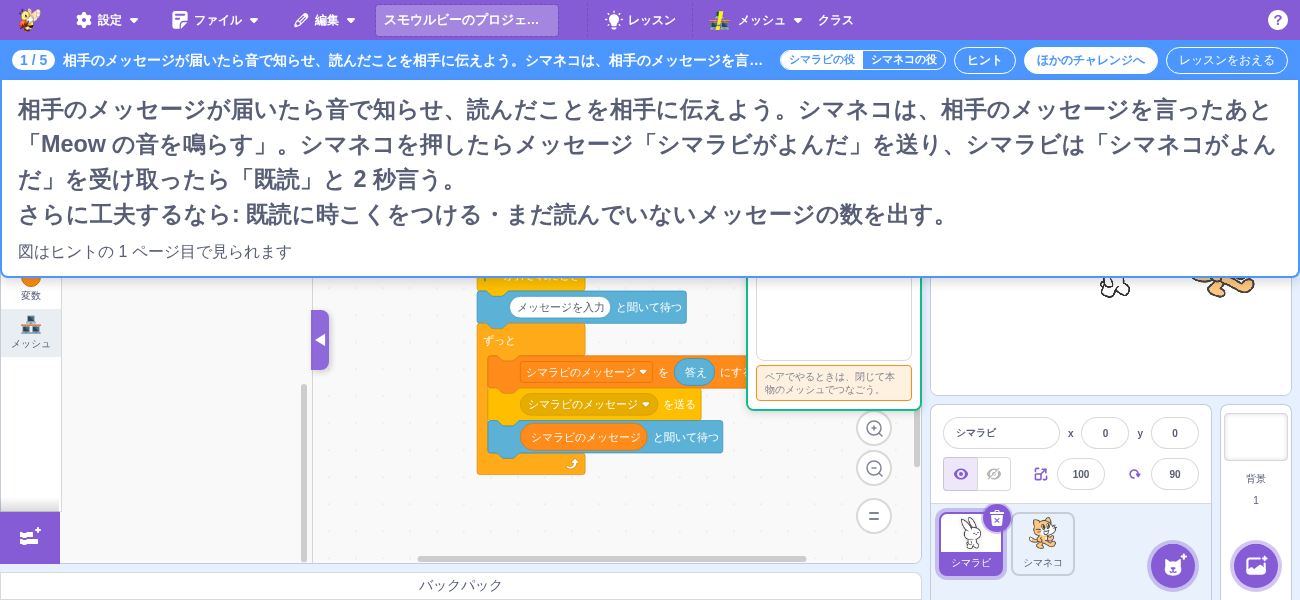 設定 ファイル 編集 スモウルビーのプロジェ… レッスン メッシュ クラス ?
1 / 5 相手のメッセージが届いたら音で知らせ、読んだことを相手に伝えよう。シマネコは、相手のメッセージを言… シマラビの役 シマネコの役 ヒント ほかのチャレンジへ レッスンをおえる
相手のメッセージが届いたら音で知らせ、読んだことを相手に伝えよう。シマネコは、相手のメッセージを言ったあと
「Meow の音を鳴らす」。シマネコを押したらメッセージ「シマラビがよんだ」を送り、シマラビは「シマネコがよん
だ」を受け取ったら「既読」と 2 秒言う。
さらに工夫するなら: 既読に時こくをつける・まだ読んでいないメッセージの数を出す。
図はヒントの 1 ページ目で見られます
変数
メッシュ
メッセージを入力 と聞いて待つ
ずっと
シマラビのメッセージ を 答え にする
シマラビのメッセージ を送る
シマラビのメッセージ と聞いて待つ
ペアでやるときは、閉じて本
物のメッシュでつなごう。
シマラビ x 0 y 0
100 90
シマラビ シマネコ
背景
1
バックパック